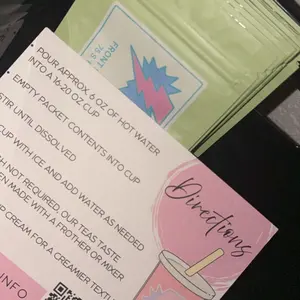 FRONT
Directions
POUR APPROX 6 OZ OF HOT WATER
INTO A 16-20 OZ CUP
EMPTY PACKET CONTENTS INTO CUP
STIR UNTIL DISSOLVED
CUP WITH ICE AND ADD WATER AS NEEDED
NOT REQUIRED, OUR TEAS TASTE
MADE WITH A FROTHER OR MIXER
CREAM FOR A CREAMIER
INFO